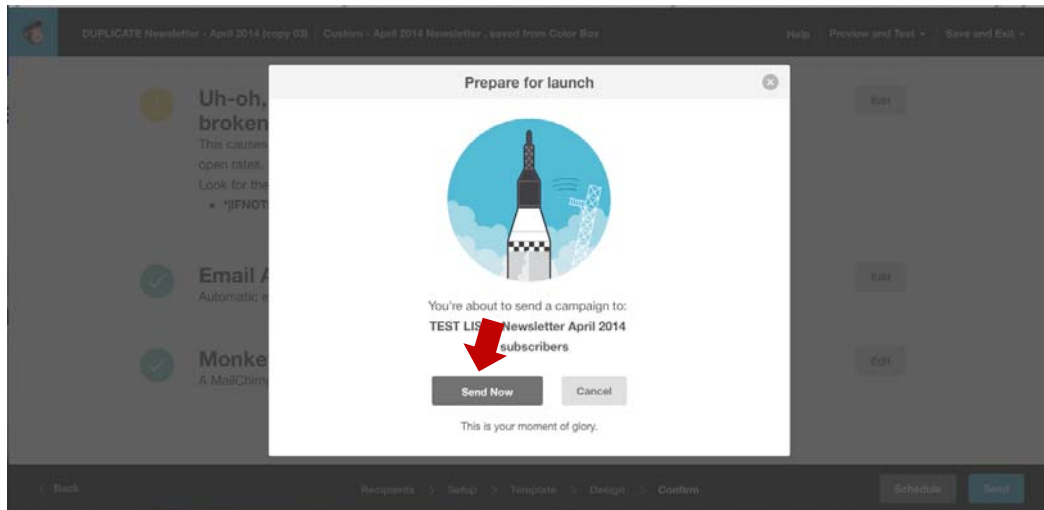 DUPLICATE Newsletter - April 2014 (copy 03) Custom - April 2014 Newsletter , saved from Color Box Help Preview and Test Save and Exit
Prepare for launch
Uh-oh, Edit
broken
This causes
open rates.
Look for the
• *|IFNOT:
Email A Edit
Automatic e
You're about to send a campaign to:
TEST LIS Newsletter April 2014
subscribers
Monke Edit
A MailChim
Send Now Cancel
This is your moment of glory.
Back Recipients > Setup > Template > Design > Confirm Schedule Send